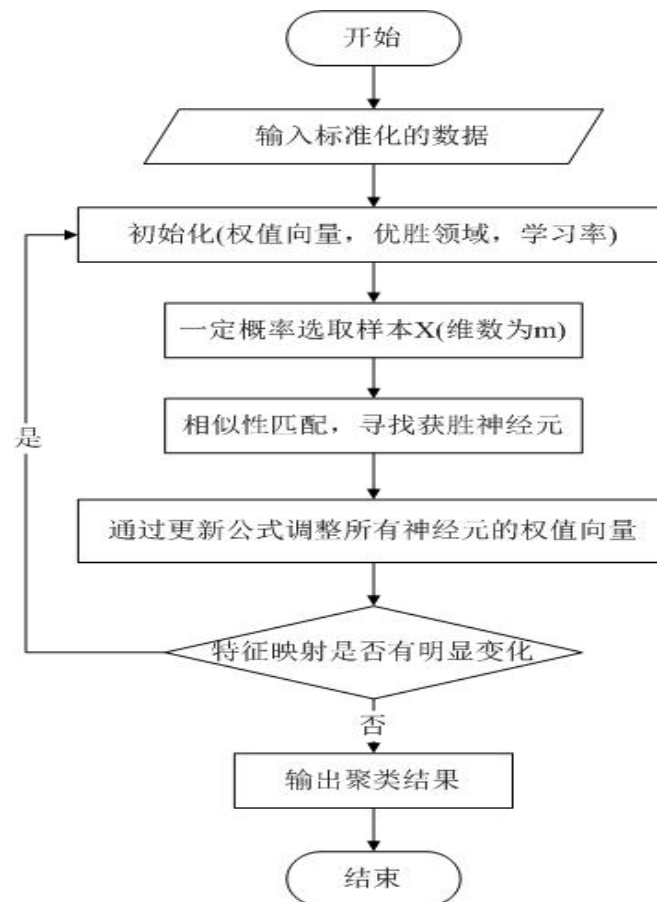 开始
输入标准化的数据
初始化(权值向量，优胜领域，学习率)
一定概率选取样本X(维数为m)
相似性匹配，寻找获胜神经元
是
通过更新公式调整所有神经元的权值向量
特征映射是否有明显变化
否
输出聚类结果
结束